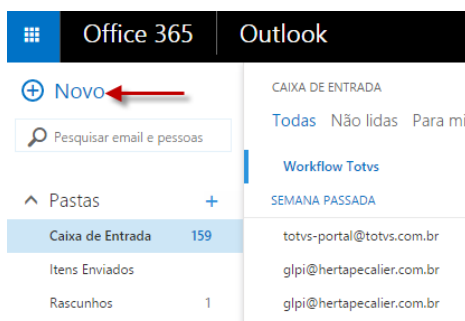 Office 365 Outlook
Novo
Pesquisar email e pessoas
Pastas
Caixa de Entrada 159
Itens Enviados
Rascunhos 1
CAIXA DE ENTRADA
Todas Não lidas Para mi
Workflow Totvs
SEMANA PASSADA
totvs-portal@totvs.com.br
glpi@hertapecalier.com.br
glpi@hertapecalier.com.br